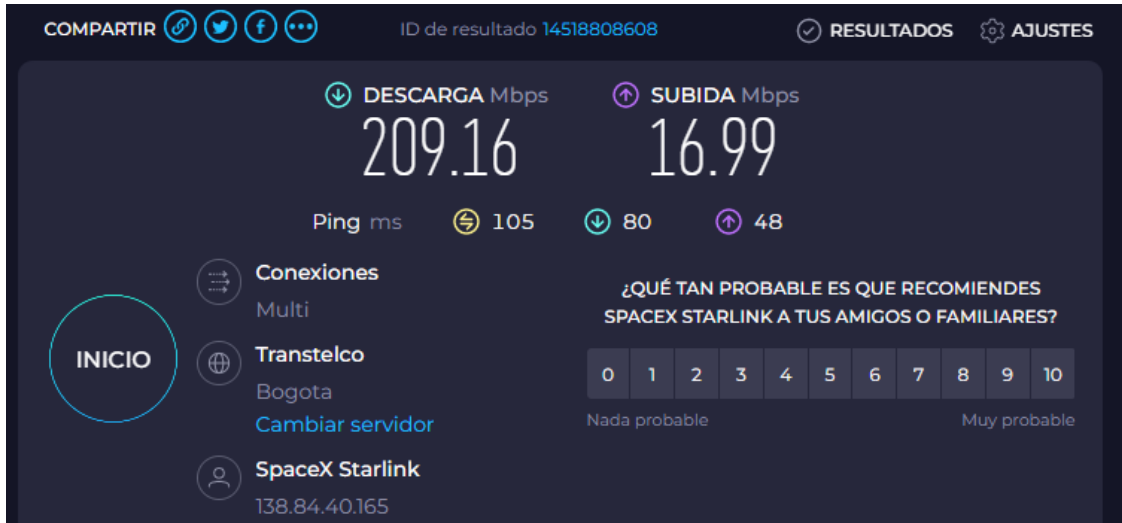 COMPARTIR ID de resultado 14518808608 RESULTADOS AJUSTES
DESCARGA Mbps SUBIDA Mbps
209.16 16.99
Ping ms 105 80 48
Conexiones
Multi
INICIO
Transtelco
Bogota
Cambiar servidor
SpaceX Starlink
138.84.40.165
¿QUÉ TAN PROBABLE ES QUE RECOMIENDES
SPACEX STARLINK A TUS AMIGOS O FAMILIARES?
0 1 2 3 4 5 6 7 8 9 10
Nada probable Muy probable